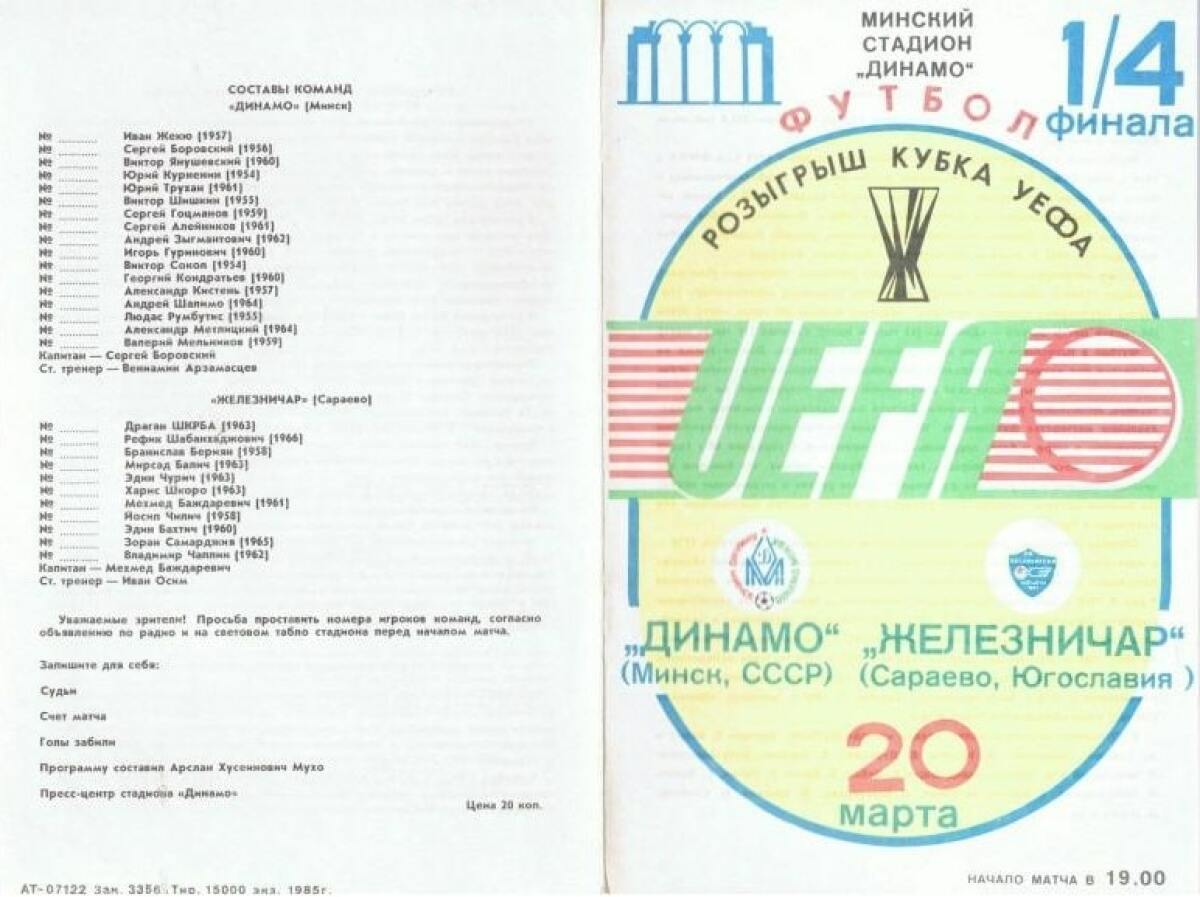 СОСТАВЫ КОМАНД
«ДИНАМО» (Минск)
№ Иван Жекю (1957)
№ Сергей Боровский (1956)
№ Виктор Янушевский (1960)
№ Юрий Курненин (1954)
№ Юрий Трухан (1961)
№ Виктор Шишкин (1955)
№ Сергей Гоцманов (1959)
№ Сергей Алейников (1961)
№ Андрей Зыгмантович (1962)
№ Игорь Гуринович (1960)
№ Виктор Сокол (1954)
№ Георгий Кондратьев (1960)
№ Александр Кистень (1957)
№ Андрей Шалимо (1964)
№ Людас Румбутис (1955)
№ Александр Метлицкий (1964)
№ Валерий Мельников (1959)
Капитан — Сергей Боровский
Ст. тренер — Вениамин Арзамасцев
«ЖЕЛЕЗНИЧАР» (Сараево)
№ Драган ШКРБА (1963)
№ Рефик Шабанхаджович (1966)
№ Бранислав Беркян (1958)
№ Мирсад Балич (1963)
№ Эдин Чурич (1963)
№ Харис Шкоро (1963)
№ Мехмед Баждаревич (1961)
№ Йосип Чилич (1958)
№ Эдин Бахтич (1960)
№ Зоран Самарджия (1965)
№ Владимир Чаплин (1962)
Капитан — Мехмед Баждаревич
Ст. тренер — Иван Осим
Уважаемые зрители! Просьба проставить номера игроков команд, согласно
объявлению по радио и на световом табло стадиона перед началом матча.
Запишите для себя:
Судьи
Счет матча
Голы забили
Программу составил Арслан Хусеинович Мухо
Пресс-центр стадиона «Динамо»
Цена 20 коп.
АТ-07122 Зак. 3356 Тир. 15000 экз. 1985г.
МИНСКИЙ
СТАДИОН
„ДИНАМО“
1/4
финала
ФУТБОЛ
РОЗЫГРЫШ КУБКА УЕФА
UEFA
„ДИНАМО“ „ЖЕЛЕЗНИЧАР“
(Минск, СССР) (Сараево, Югославия )
20
марта
НАЧАЛО МАТЧА В 19.00